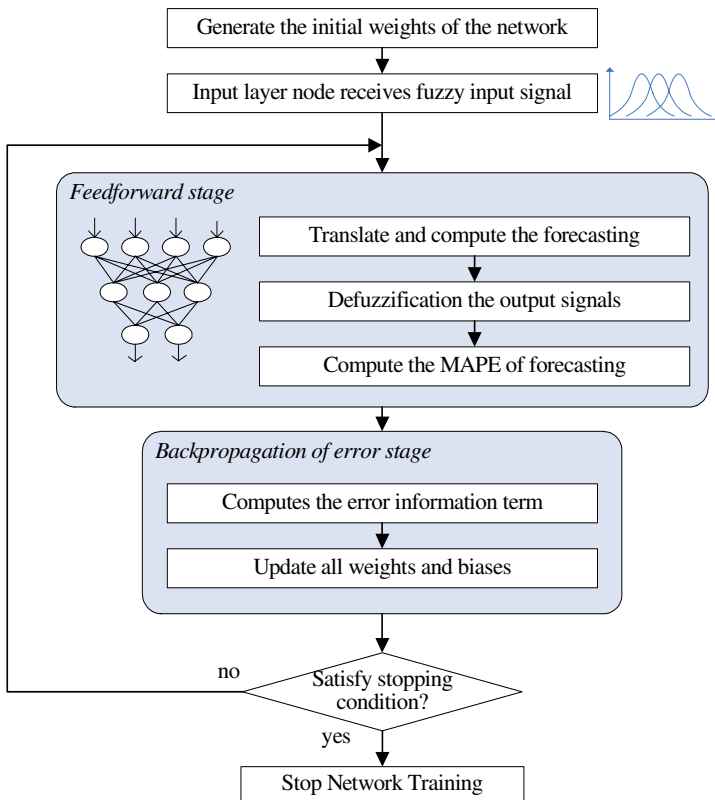 Generate the initial weights of the network
Input layer node receives fuzzy input signal
Feedforward stage
Translate and compute the forecasting
Defuzzification the output signals
Compute the MAPE of forecasting
Backpropagation of error stage
Computes the error information term
Update all weights and biases
no
Satisfy stopping
condition?
yes
Stop Network Training